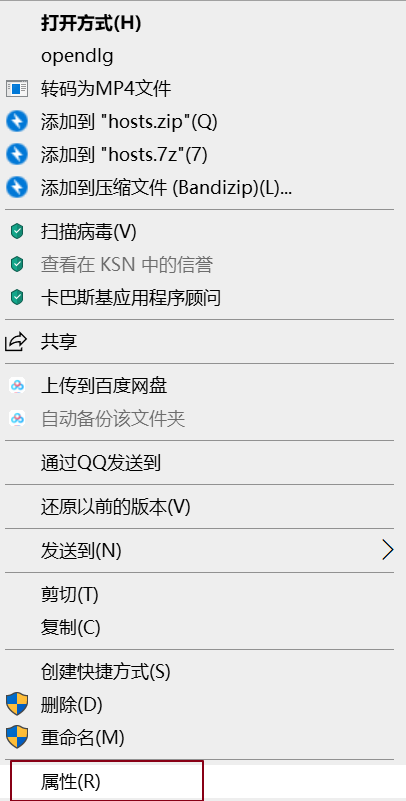 打开方式(H)
opendlg
转码为MP4文件
添加到 "hosts.zip"(Q)
添加到 "hosts.7z"(7)
添加到压缩文件 (Bandizip)(L)...
扫描病毒(V)
查看在 KSN 中的信誉
卡巴斯基应用程序顾问
共享
上传到百度网盘
自动备份该文件夹
通过QQ发送到
还原以前的版本(V)
发送到(N)
剪切(T)
复制(C)
创建快捷方式(S)
删除(D)
重命名(M)
属性(R)